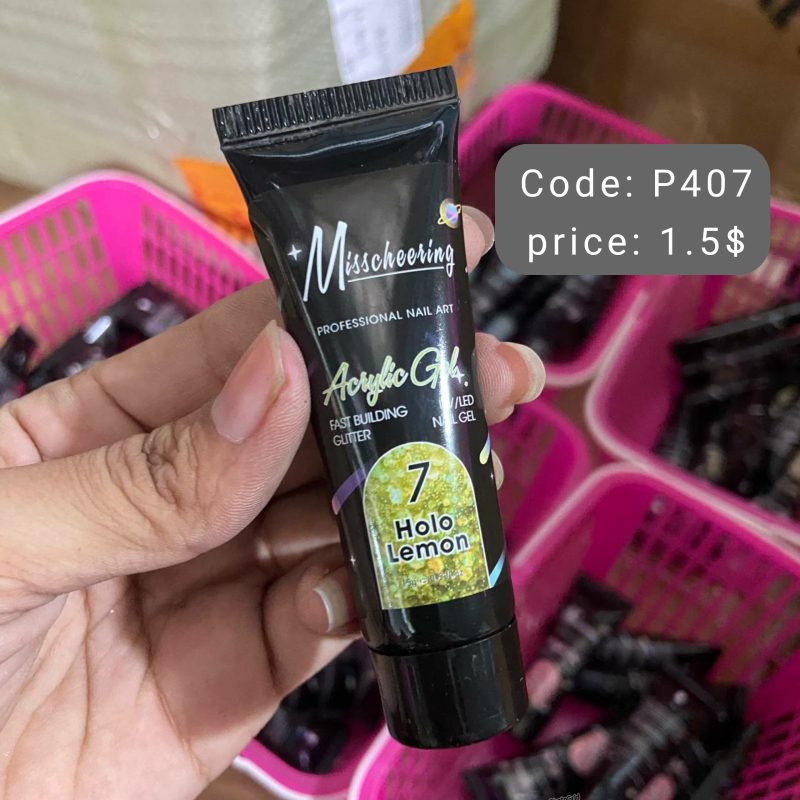 Code: P407
price: 1.5$
Misscheering
PROFESSIONAL NAIL ART
Acrylic Gel
FAST BUILDING
GLITTER
/LED
NAIL GEL
7
Holo
Lemon